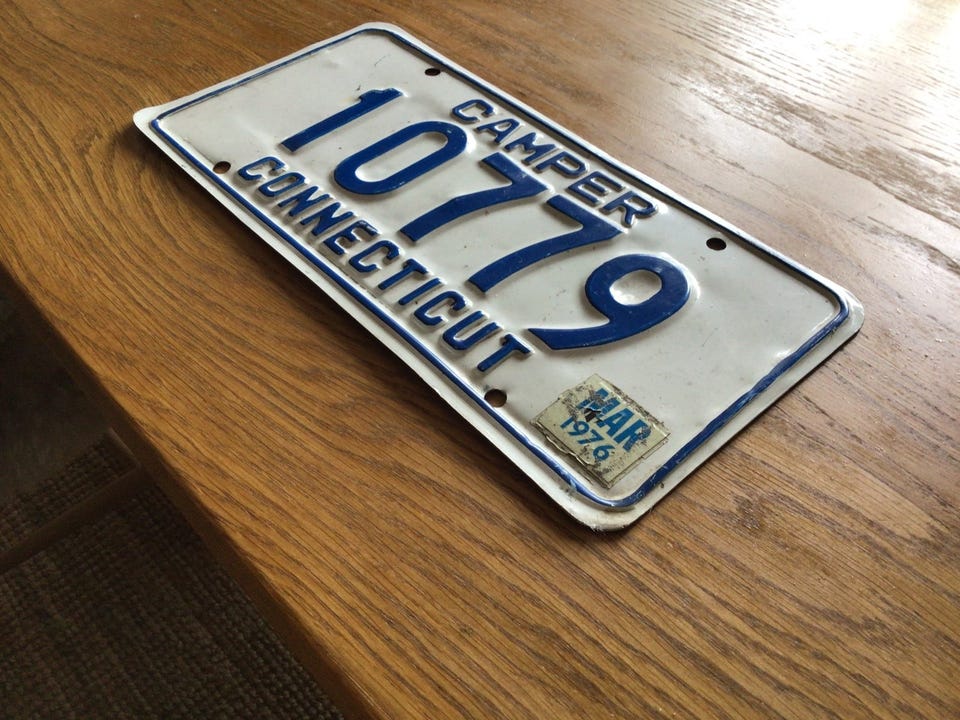 CAMPER
10779
CONNECTICUT
MAR
1976